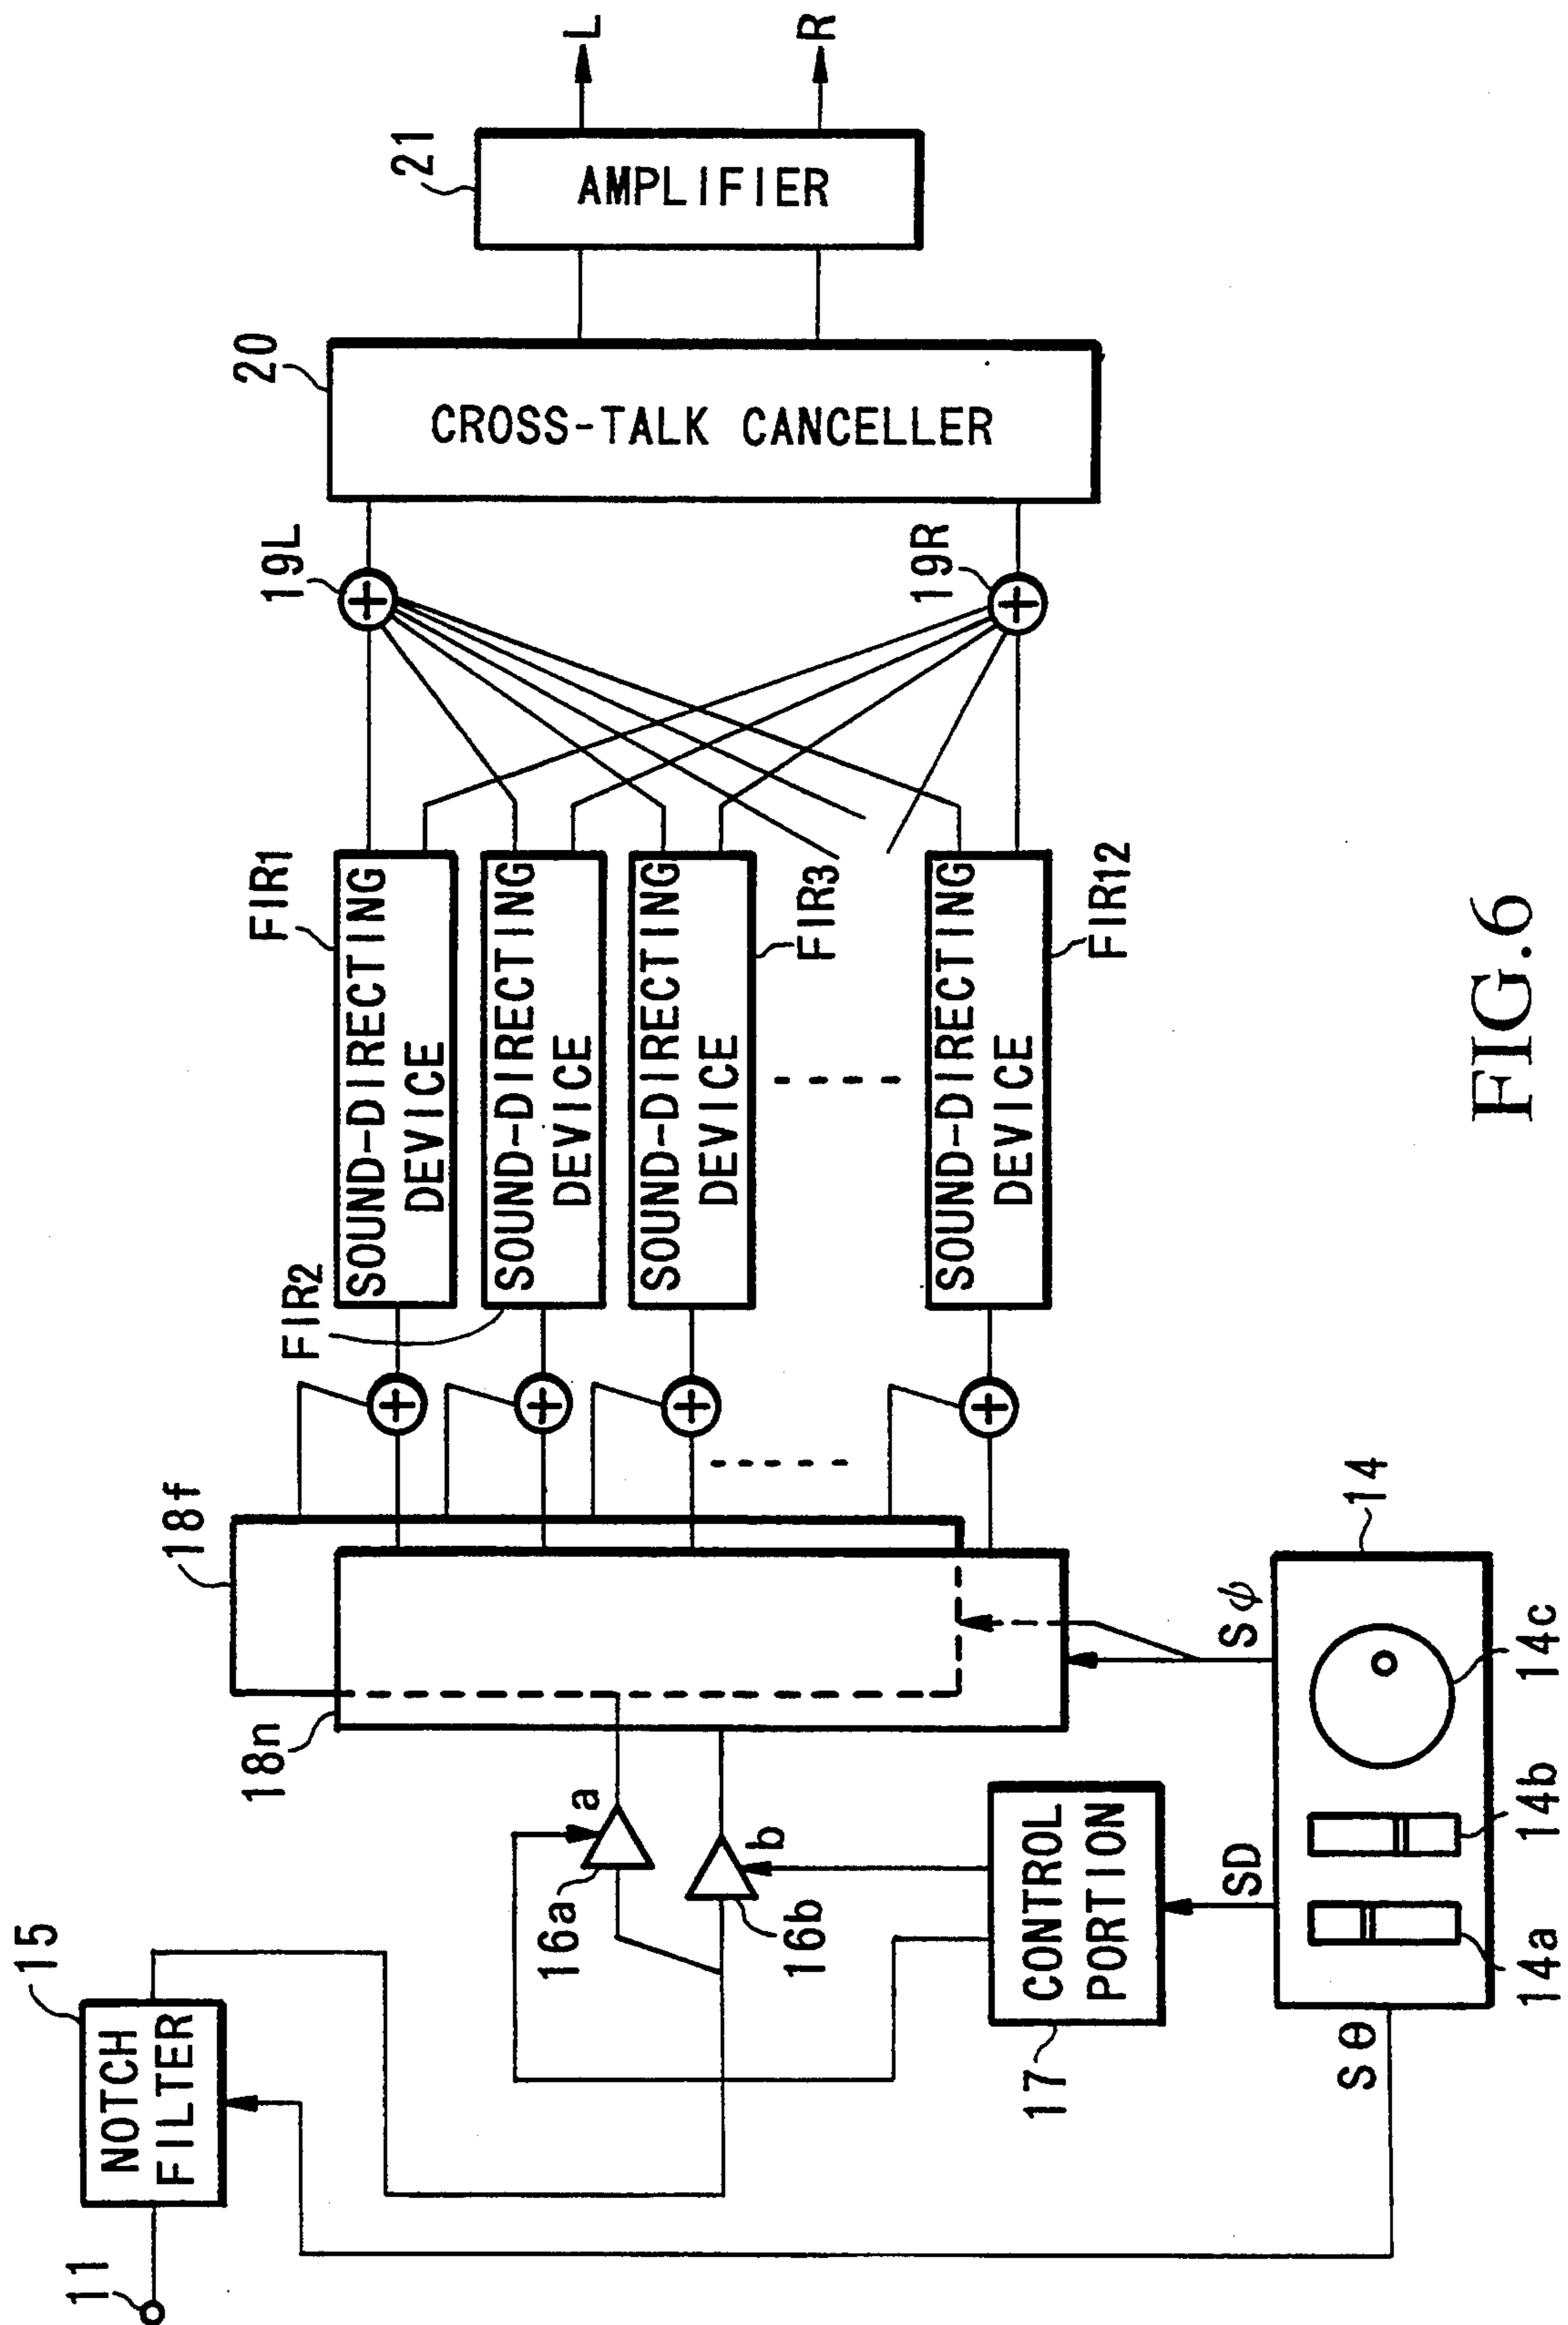 11
15
NOTCH
FILTER
16a
a
16b
b
17
CONTROL
PORTION
Sθ
SD
Sφ
14
14a
14b
14c
18n
18f
FIR1
SOUND-DIRECTING
DEVICE
FIR2
SOUND-DIRECTING
DEVICE
SOUND-DIRECTING
DEVICE
FIR3
SOUND-DIRECTING
DEVICE
FIR12
19L
19R
20
CROSS-TALK CANCELLER
21
AMPLIFIER
L
R
FIG.6